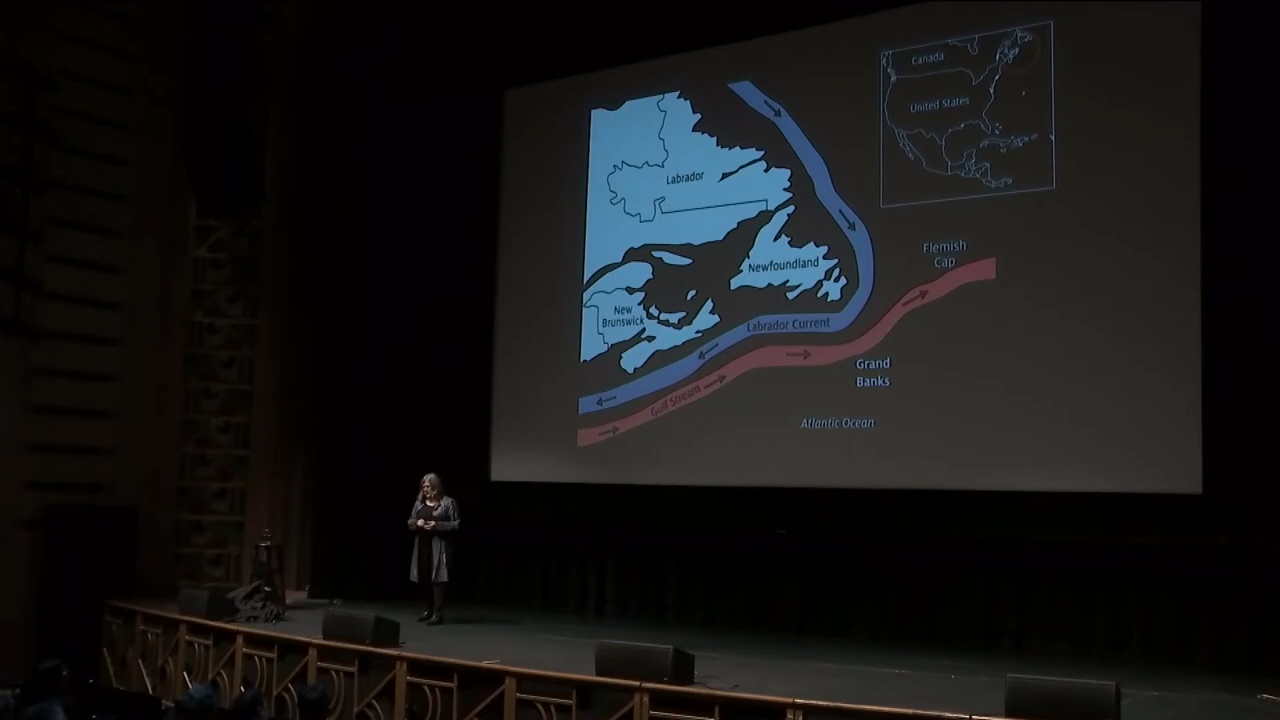 Canada
United States
Labrador
Newfoundland
Flemish
Cap
New
Brunswick
Labrador Current
Gulf Stream
Grand
Banks
Atlantic Ocean